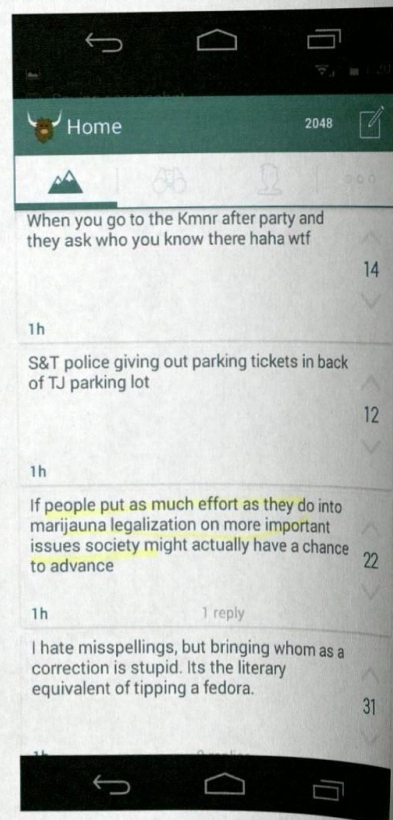 Home
2048
When you go to the Kmnr after party and
they ask who you know there haha wtf
14
1h
S&T police giving out parking tickets in back
of TJ parking lot
12
1h
If people put as much effort as they do into
marijauna legalization on more important
issues society might actually have a chance
to advance
22
1h
1 reply
I hate misspellings, but bringing whom as a
correction is stupid. Its the literary
equivalent of tipping a fedora.
31